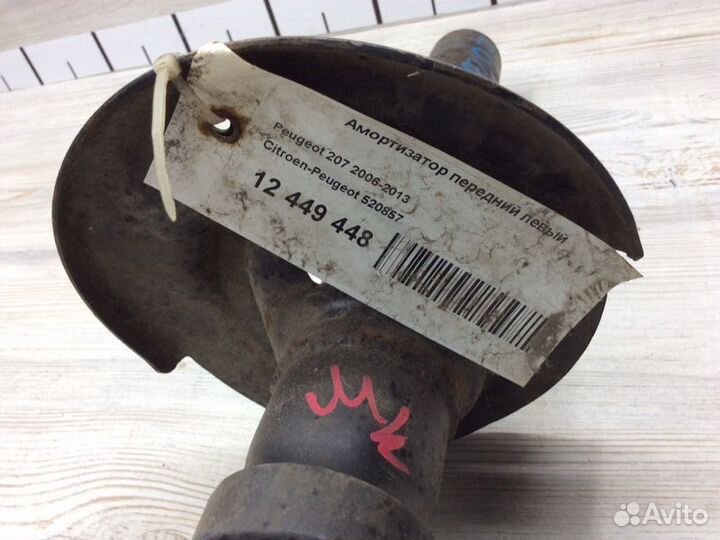 Амортизатор передний левый
Peugeot 207 2006-2013
Citroen-Peugeot 520857
12 449 448
Avito